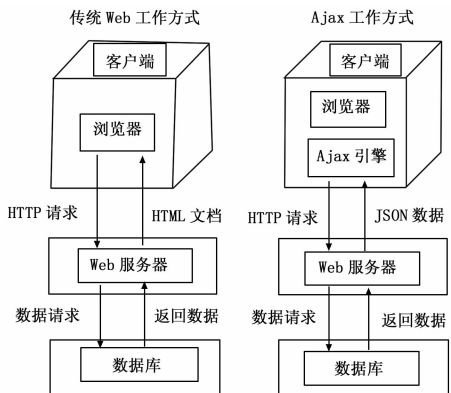 传统 Web 工作方式
客户端
浏览器
HTTP 请求
HTML 文档
Web 服务器
数据请求
返回数据
数据库
Ajax 工作方式
客户端
浏览器
Ajax 引擎
HTTP 请求
JSON 数据
Web 服务器
数据请求
返回数据
数据库